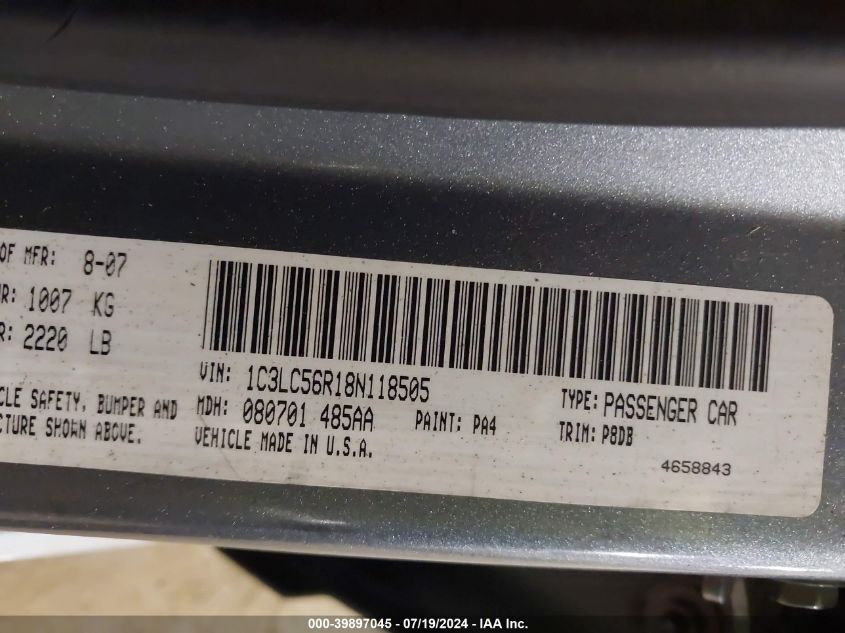 OF MFR: 8-07
R: 1007 KG
R: 2220 LB
VIN: 1C3LC56R18N118505
TYPE: PASSENGER CAR
CLE SAFETY, BUMPER AND
MDH: 080701 485AA
PAINT: PA4
TRIM: P8DB
CTURE SHOWN ABOVE.
VEHICLE MADE IN U.S.A.
4658843
000-39897045 - 07/19/2024 - IAA Inc.